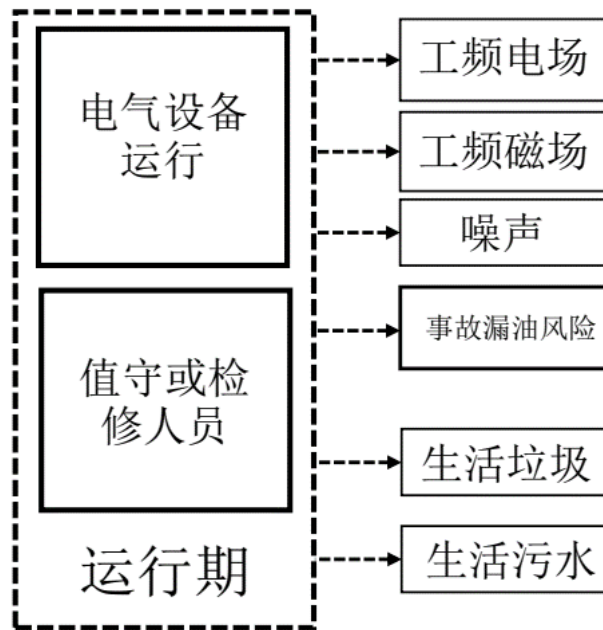 电气设备
运行
值守或检
修人员
运行期
工频电场
工频磁场
噪声
事故漏油风险
生活垃圾
生活污水